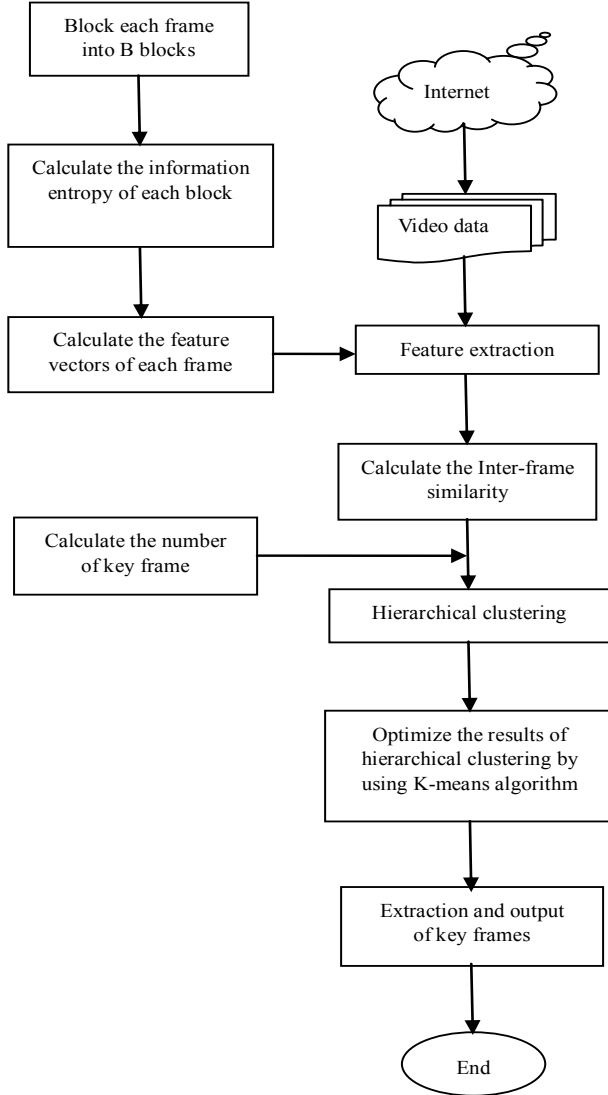 Block each frame
into B blocks
Internet
Calculate the information
entropy of each block
Video data
Calculate the feature
vectors of each frame
Feature extraction
Calculate the Inter-frame
similarity
Calculate the number
of key frame
Hierarchical clustering
Optimize the results of
hierarchical clustering by
using K-means algorithm
Extraction and output
of key frames
End